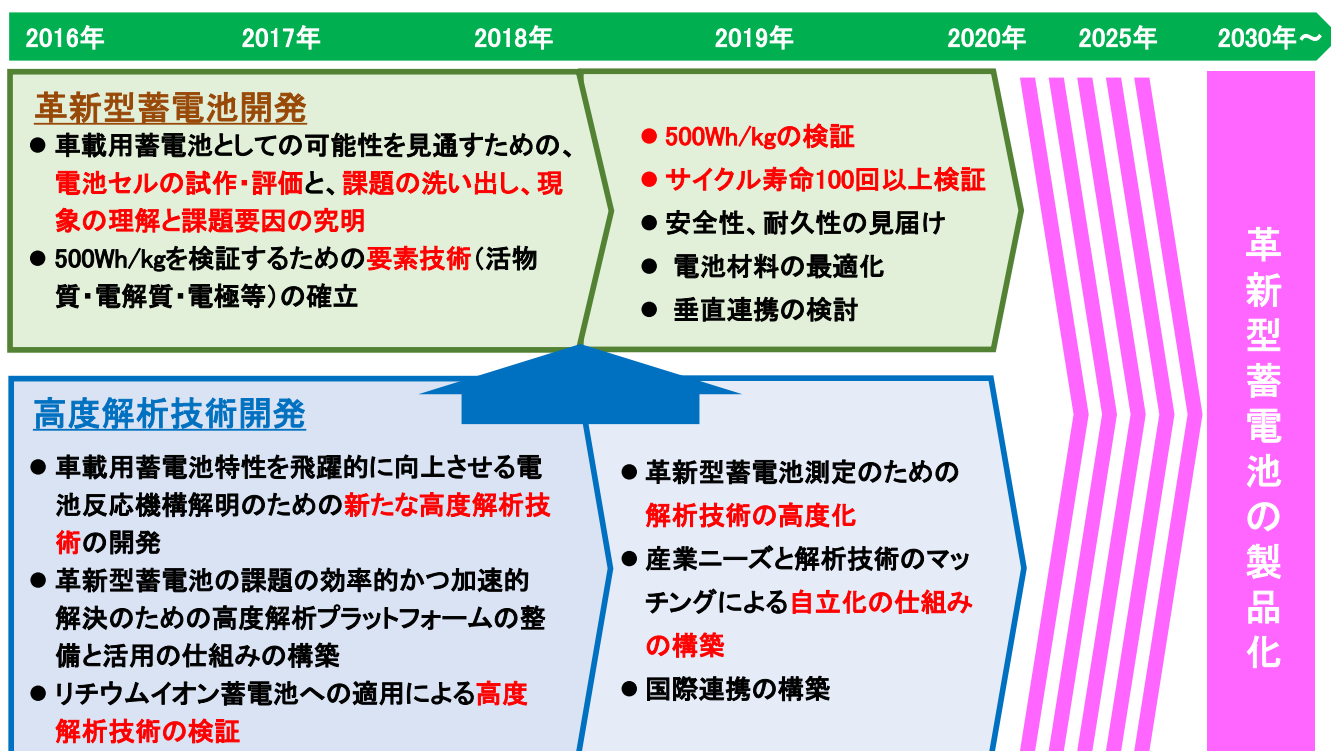 2016年 2017年 2018年 2019年 2020年 2025年 2030年～
革新型蓄電池開発
● 車載用蓄電池としての可能性を見通すための、
電池セルの試作・評価と、課題の洗い出し、現
象の理解と課題要因の究明
● 500Wh/kgを検証するための要素技術（活物
質・電解質・電極等）の確立
● 500Wh/kgの検証
● サイクル寿命100回以上検証
● 安全性、耐久性の見届け
● 電池材料の最適化
● 垂直連携の検討
高度解析技術開発
● 車載用蓄電池特性を飛躍的に向上させる電
池反応機構解明のための新たな高度解析技
術の開発
● 革新型蓄電池の課題の効率的かつ加速的
解決のための高度解析プラットフォームの整
備と活用の仕組みの構築
● リチウムイオン蓄電池への適用による高度
解析技術の検証
● 革新型蓄電池測定のための
解析技術の高度化
● 産業ニーズと解析技術のマッ
チングによる自立化の仕組み
の構築
● 国際連携の構築
革新型蓄電池の製品化